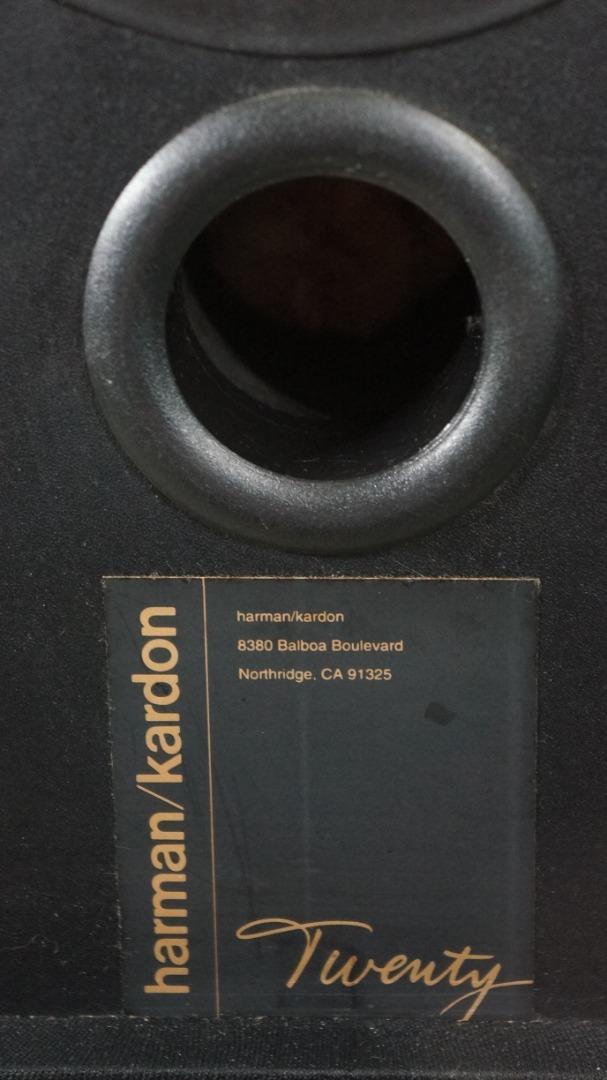 harman/kardon
harman/kardon
8380 Balboa Boulevard
Northridge, CA 91325
Twenty